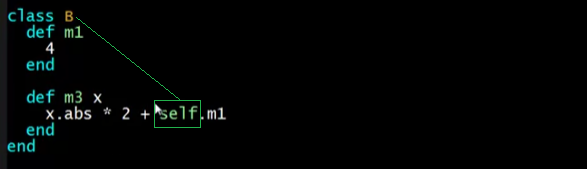 class B
  def m1
    4
  end

  def m3 x
    x.abs * 2 + self.m1
  end
end